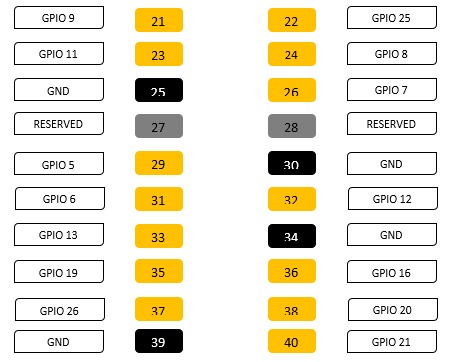 GPIO 9 21 22 GPIO 25
GPIO 11 23 24 GPIO 8
GND 25 26 GPIO 7
RESERVED 27 28 RESERVED
GPIO 5 29 30 GND
GPIO 6 31 32 GPIO 12
GPIO 13 33 34 GND
GPIO 19 35 36 GPIO 16
GPIO 26 37 38 GPIO 20
GND 39 40 GPIO 21